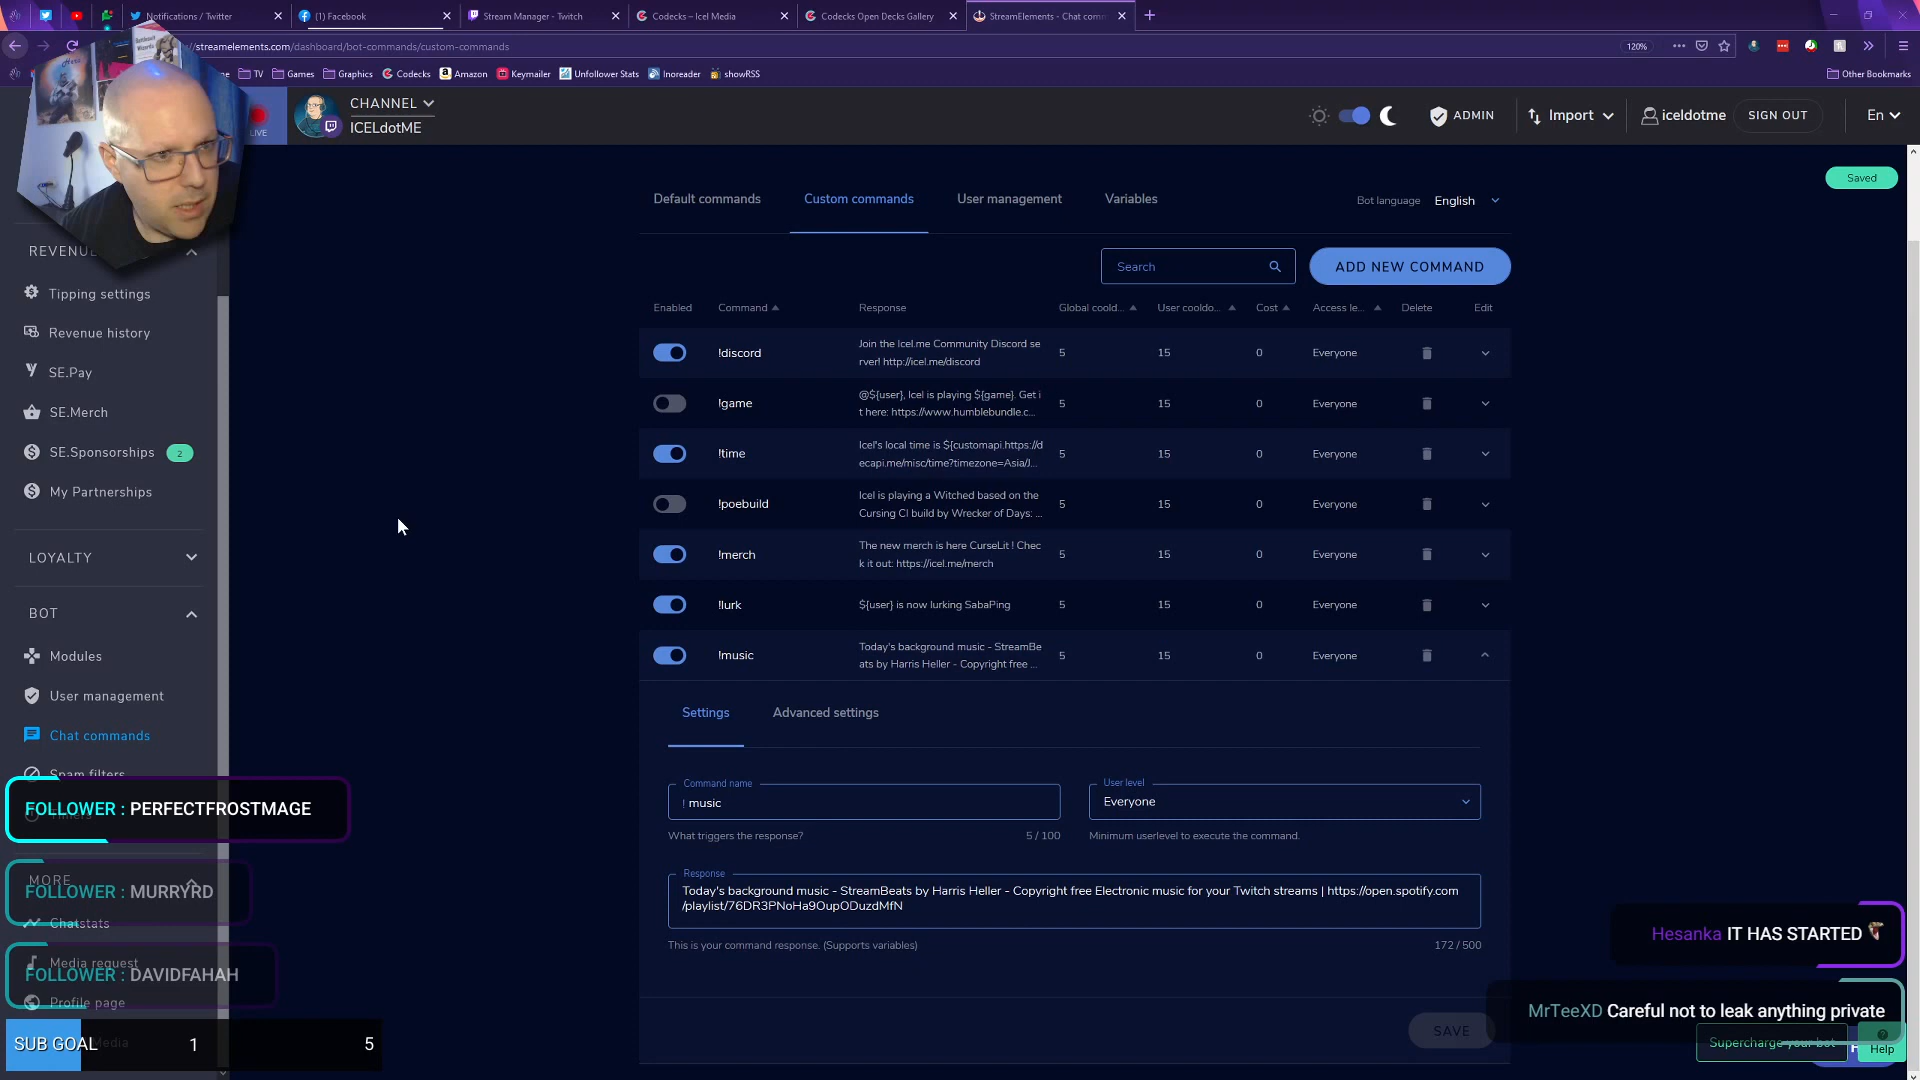 Notifications / Twitter
(1) Facebook
Stream Manager - Twitch
Codecks – Icel Media
Codecks Open Decks Gallery
StreamElements - Chat com
streamelements.com/dashboard/bot-commands/custom-commands
120%
TV
Games
Graphics
Codecks
Amazon
Keymailer
Unfollower Stats
Inoreader
showRSS
Other Bookmarks
LIVE
CHANNEL
ICELdotME
ADMIN
Import
iceldotme
SIGN OUT
En
Saved
Default commands
Custom commands
User management
Variables
Bot language
English
Search
ADD NEW COMMAND
Enabled
Command
Response
Global coold...
User cooldo...
Cost
Access le...
Delete
Edit
!discord
Join the Icel.me Community Discord se
rver! http://icel.me/discord
5
15
0
Everyone
!game
@${user}, Icel is playing ${game}. Get i
t here: https://www.humblebundle.c...
5
15
0
Everyone
!time
Icel's local time is ${customapi.https://d
ecapi.me/misc/time?timezone=Asia/J...
5
15
0
Everyone
!poebuild
Icel is playing a Witched based on the
Cursing CI build by Wrecker of Days: ...
5
15
0
Everyone
!merch
The new merch is here CurseLit ! Chec
k it out: https://icel.me/merch
5
15
0
Everyone
!lurk
${user} is now lurking SabaPing
5
15
0
Everyone
!music
Today's background music - StreamBe
ats by Harris Heller - Copyright free ...
5
15
0
Everyone
Settings
Advanced settings
Command name
! music
What triggers the response?
5 / 100
User level
Everyone
Minimum userlevel to execute the command.
Response
Today's background music - StreamBeats by Harris Heller - Copyright free Electronic music for your Twitch streams | https://open.spotify.com
/playlist/76DR3PNoHa9OupODuzdMfN
This is your command response. (Supports variables)
172 / 500
SAVE
REVENUE
Tipping settings
Revenue history
SE.Pay
SE.Merch
SE.Sponsorships
2
My Partnerships
LOYALTY
BOT
Modules
User management
Chat commands
Spam filters
FOLLOWER : PERFECTFROSTMAGE
MORE
FOLLOWER : MURRYRD
Chatstats
Media request
FOLLOWER : DAVIDFAHAH
Profile page
SUB GOAL
1
5
Hesanka IT HAS STARTED
MrTeeXD Careful not to leak anything private
Supercharge your bot
Help